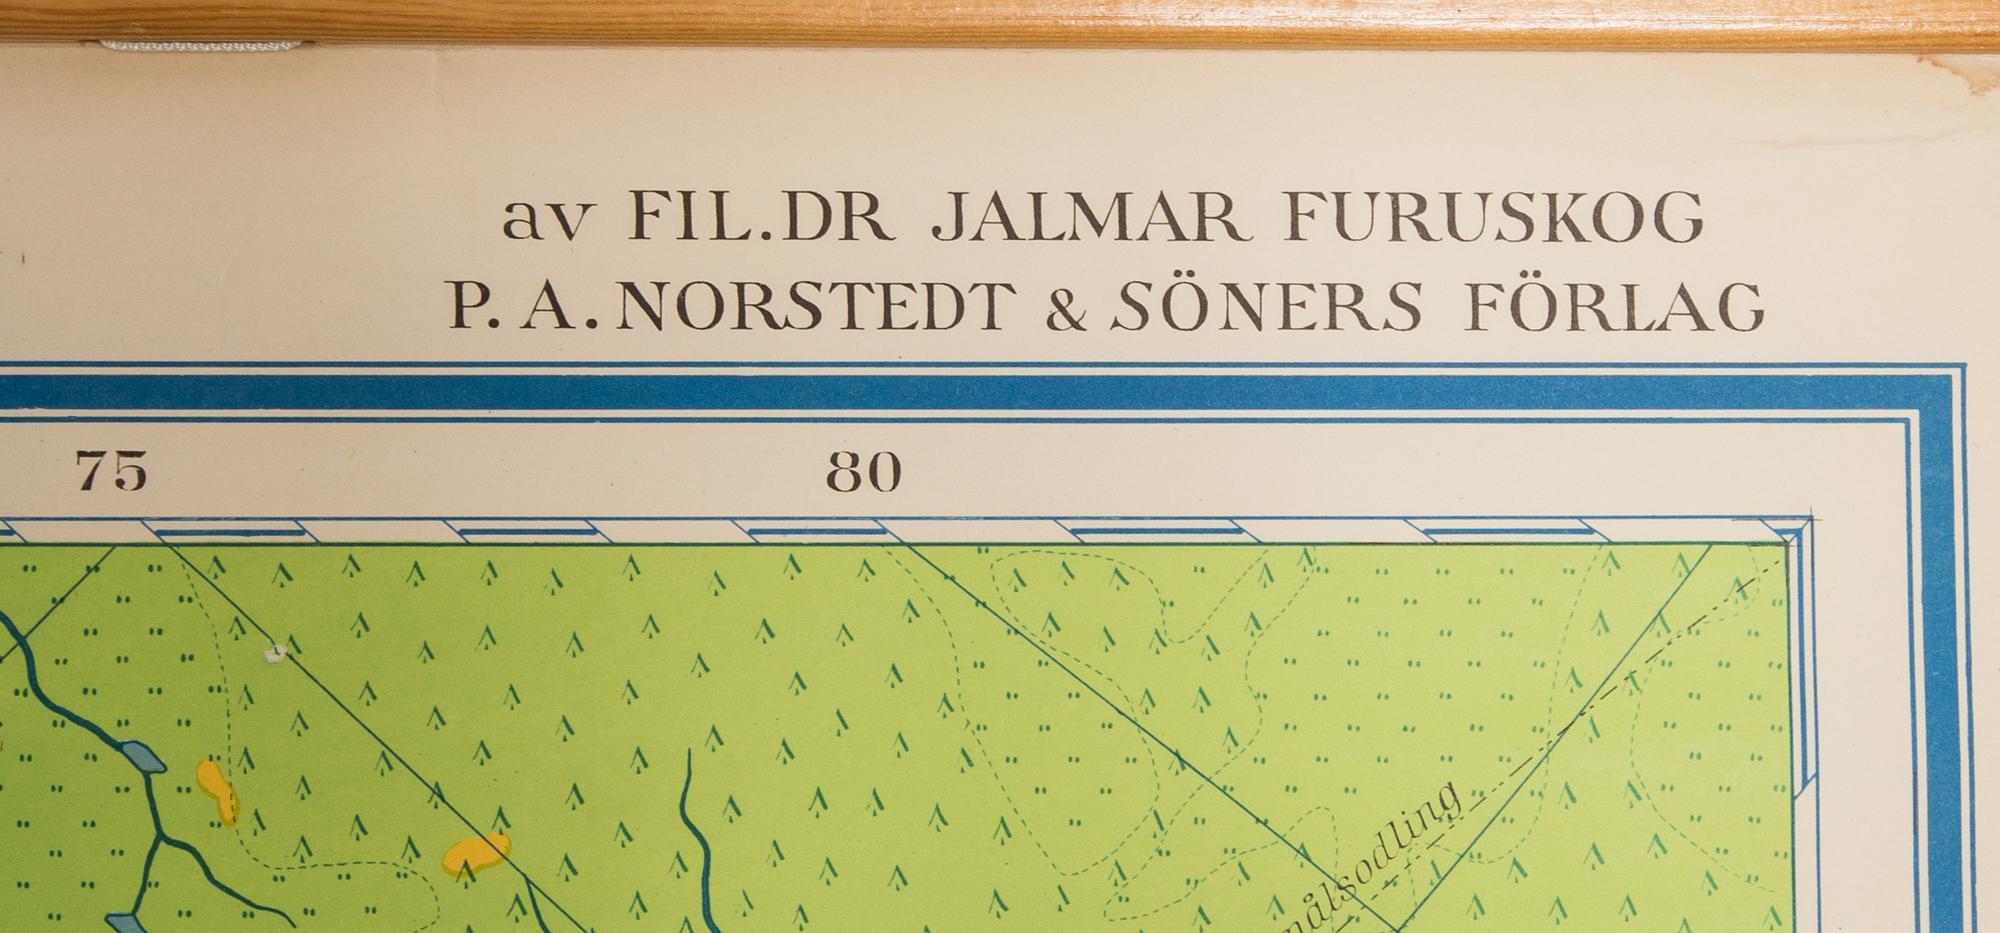 av FIL.DR JALMAR FURUSKOG
P. A. NORSTEDT & SÖNERS FÖRLAG
75 80